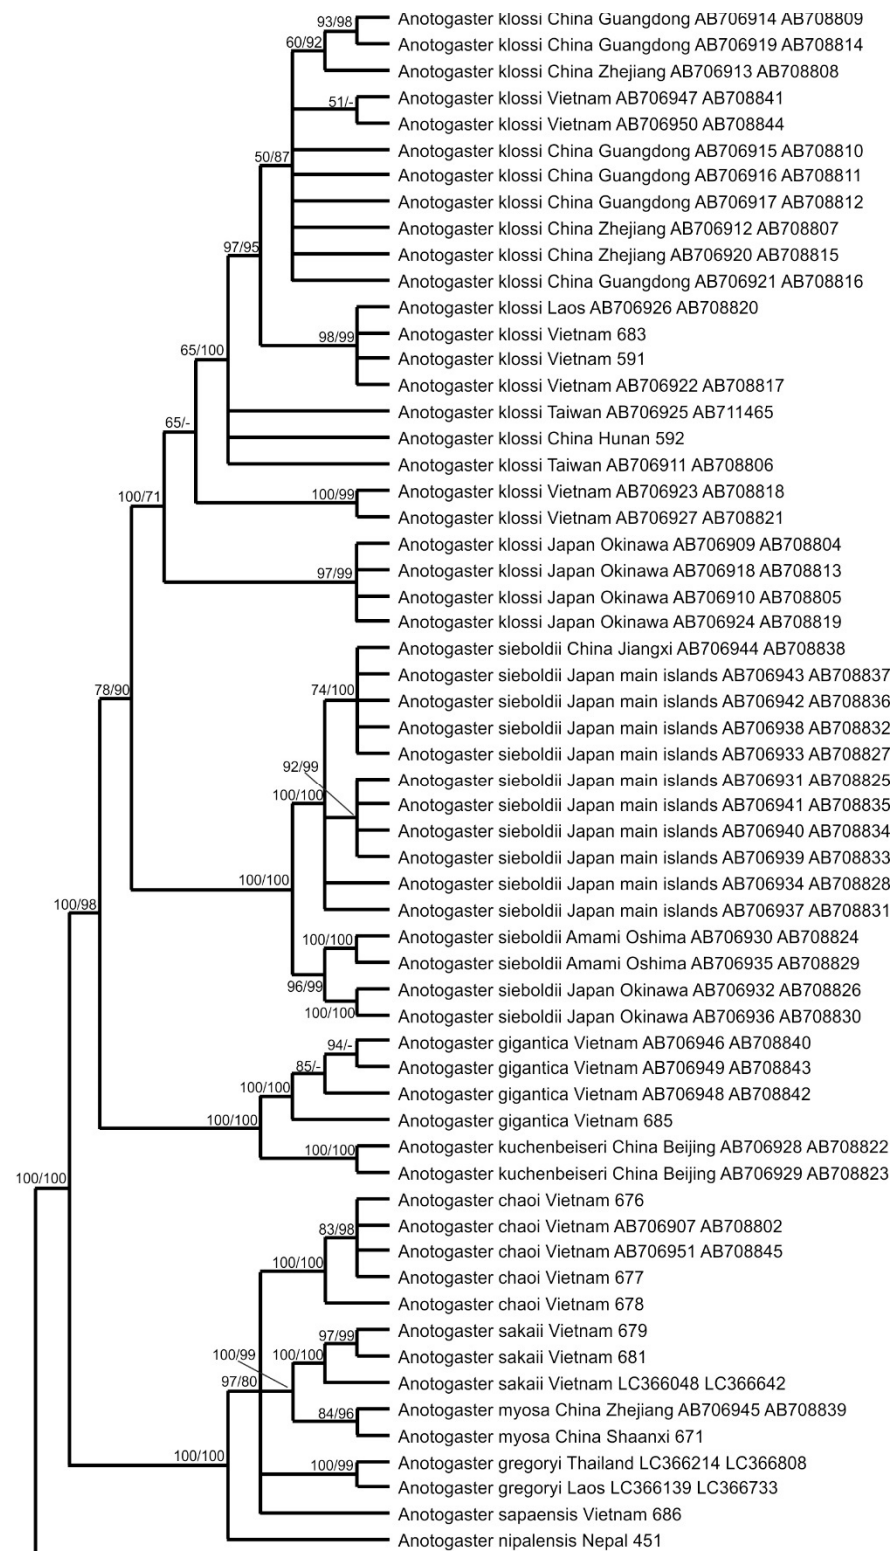 93/98
Anotogaster klossi China Guangdong AB706914 AB708809
60/92
Anotogaster klossi China Guangdong AB706919 AB708814
Anotogaster klossi China Zhejiang AB706913 AB708808
51/-
Anotogaster klossi Vietnam AB706947 AB708841
Anotogaster klossi Vietnam AB706950 AB708844
50/87
Anotogaster klossi China Guangdong AB706915 AB708810
Anotogaster klossi China Guangdong AB706916 AB708811
Anotogaster klossi China Guangdong AB706917 AB708812
Anotogaster klossi China Zhejiang AB706912 AB708807
97/95
Anotogaster klossi China Zhejiang AB706920 AB708815
Anotogaster klossi China Guangdong AB706921 AB708816
Anotogaster klossi Laos AB706926 AB708820
98/99
Anotogaster klossi Vietnam 683
65/100
Anotogaster klossi Vietnam 591
Anotogaster klossi Vietnam AB706922 AB708817
Anotogaster klossi Taiwan AB706925 AB711465
65/-
Anotogaster klossi China Hunan 592
Anotogaster klossi Taiwan AB706911 AB708806
100/71
100/99
Anotogaster klossi Vietnam AB706923 AB708818
Anotogaster klossi Vietnam AB706927 AB708821
Anotogaster klossi Japan Okinawa AB706909 AB708804
97/99
Anotogaster klossi Japan Okinawa AB706918 AB708813
Anotogaster klossi Japan Okinawa AB706910 AB708805
Anotogaster klossi Japan Okinawa AB706924 AB708819
Anotogaster sieboldii China Jiangxi AB706944 AB708838
Anotogaster sieboldii Japan main islands AB706943 AB708837
78/90
74/100
Anotogaster sieboldii Japan main islands AB706942 AB708836
Anotogaster sieboldii Japan main islands AB706938 AB708832
Anotogaster sieboldii Japan main islands AB706933 AB708827
92/99
Anotogaster sieboldii Japan main islands AB706931 AB708825
100/100
Anotogaster sieboldii Japan main islands AB706941 AB708835
Anotogaster sieboldii Japan main islands AB706940 AB708834
Anotogaster sieboldii Japan main islands AB706939 AB708833
100/100
Anotogaster sieboldii Japan main islands AB706934 AB708828
100/98
Anotogaster sieboldii Japan main islands AB706937 AB708831
100/100
Anotogaster sieboldii Amami Oshima AB706930 AB708824
Anotogaster sieboldii Amami Oshima AB706935 AB708829
96/99
Anotogaster sieboldii Japan Okinawa AB706932 AB708826
100/100
Anotogaster sieboldii Japan Okinawa AB706936 AB708830
94/-
Anotogaster gigantica Vietnam AB706946 AB708840
85/-
Anotogaster gigantica Vietnam AB706949 AB708843
100/100
Anotogaster gigantica Vietnam AB706948 AB708842
100/100
Anotogaster gigantica Vietnam 685
100/100
Anotogaster kuchenbeiseri China Beijing AB706928 AB708822
Anotogaster kuchenbeiseri China Beijing AB706929 AB708823
100/100
Anotogaster chaoi Vietnam 676
83/98
Anotogaster chaoi Vietnam AB706907 AB708802
Anotogaster chaoi Vietnam AB706951 AB708845
100/100
Anotogaster chaoi Vietnam 677
Anotogaster chaoi Vietnam 678
97/99
Anotogaster sakaii Vietnam 679
100/99
100/100
Anotogaster sakaii Vietnam 681
97/80
Anotogaster sakaii Vietnam LC366048 LC366642
84/96
Anotogaster myosa China Zhejiang AB706945 AB708839
Anotogaster myosa China Shaanxi 671
100/100
100/99
Anotogaster gregoryi Thailand LC366214 LC366808
Anotogaster gregoryi Laos LC366139 LC366733
Anotogaster sapaensis Vietnam 686
Anotogaster nipalensis Nepal 451